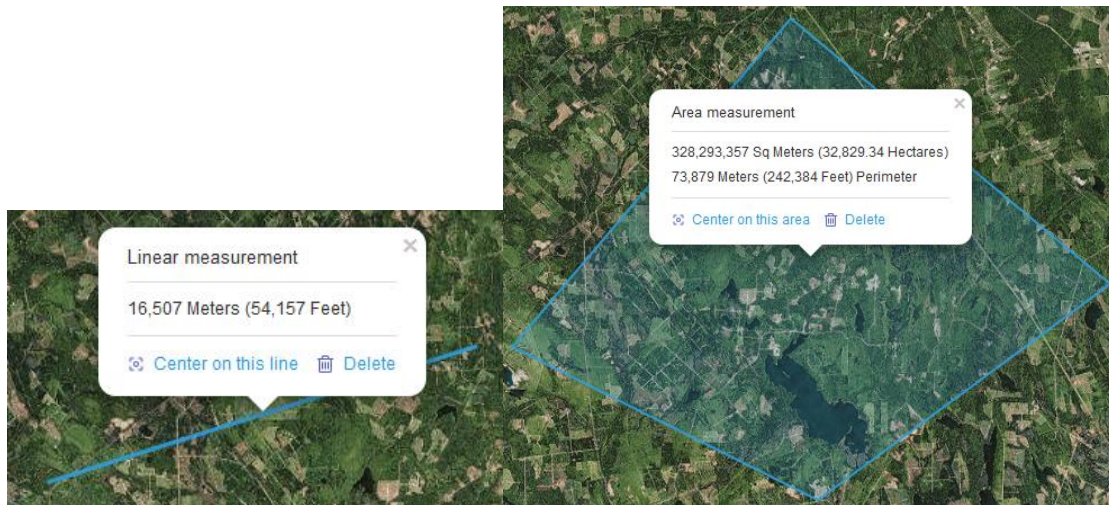 Linear measurement
16,507 Meters (54,157 Feet)
Center on this line Delete
Area measurement
328,293,357 Sq Meters (32,829.34 Hectares)
73,879 Meters (242,384 Feet) Perimeter
Center on this area Delete